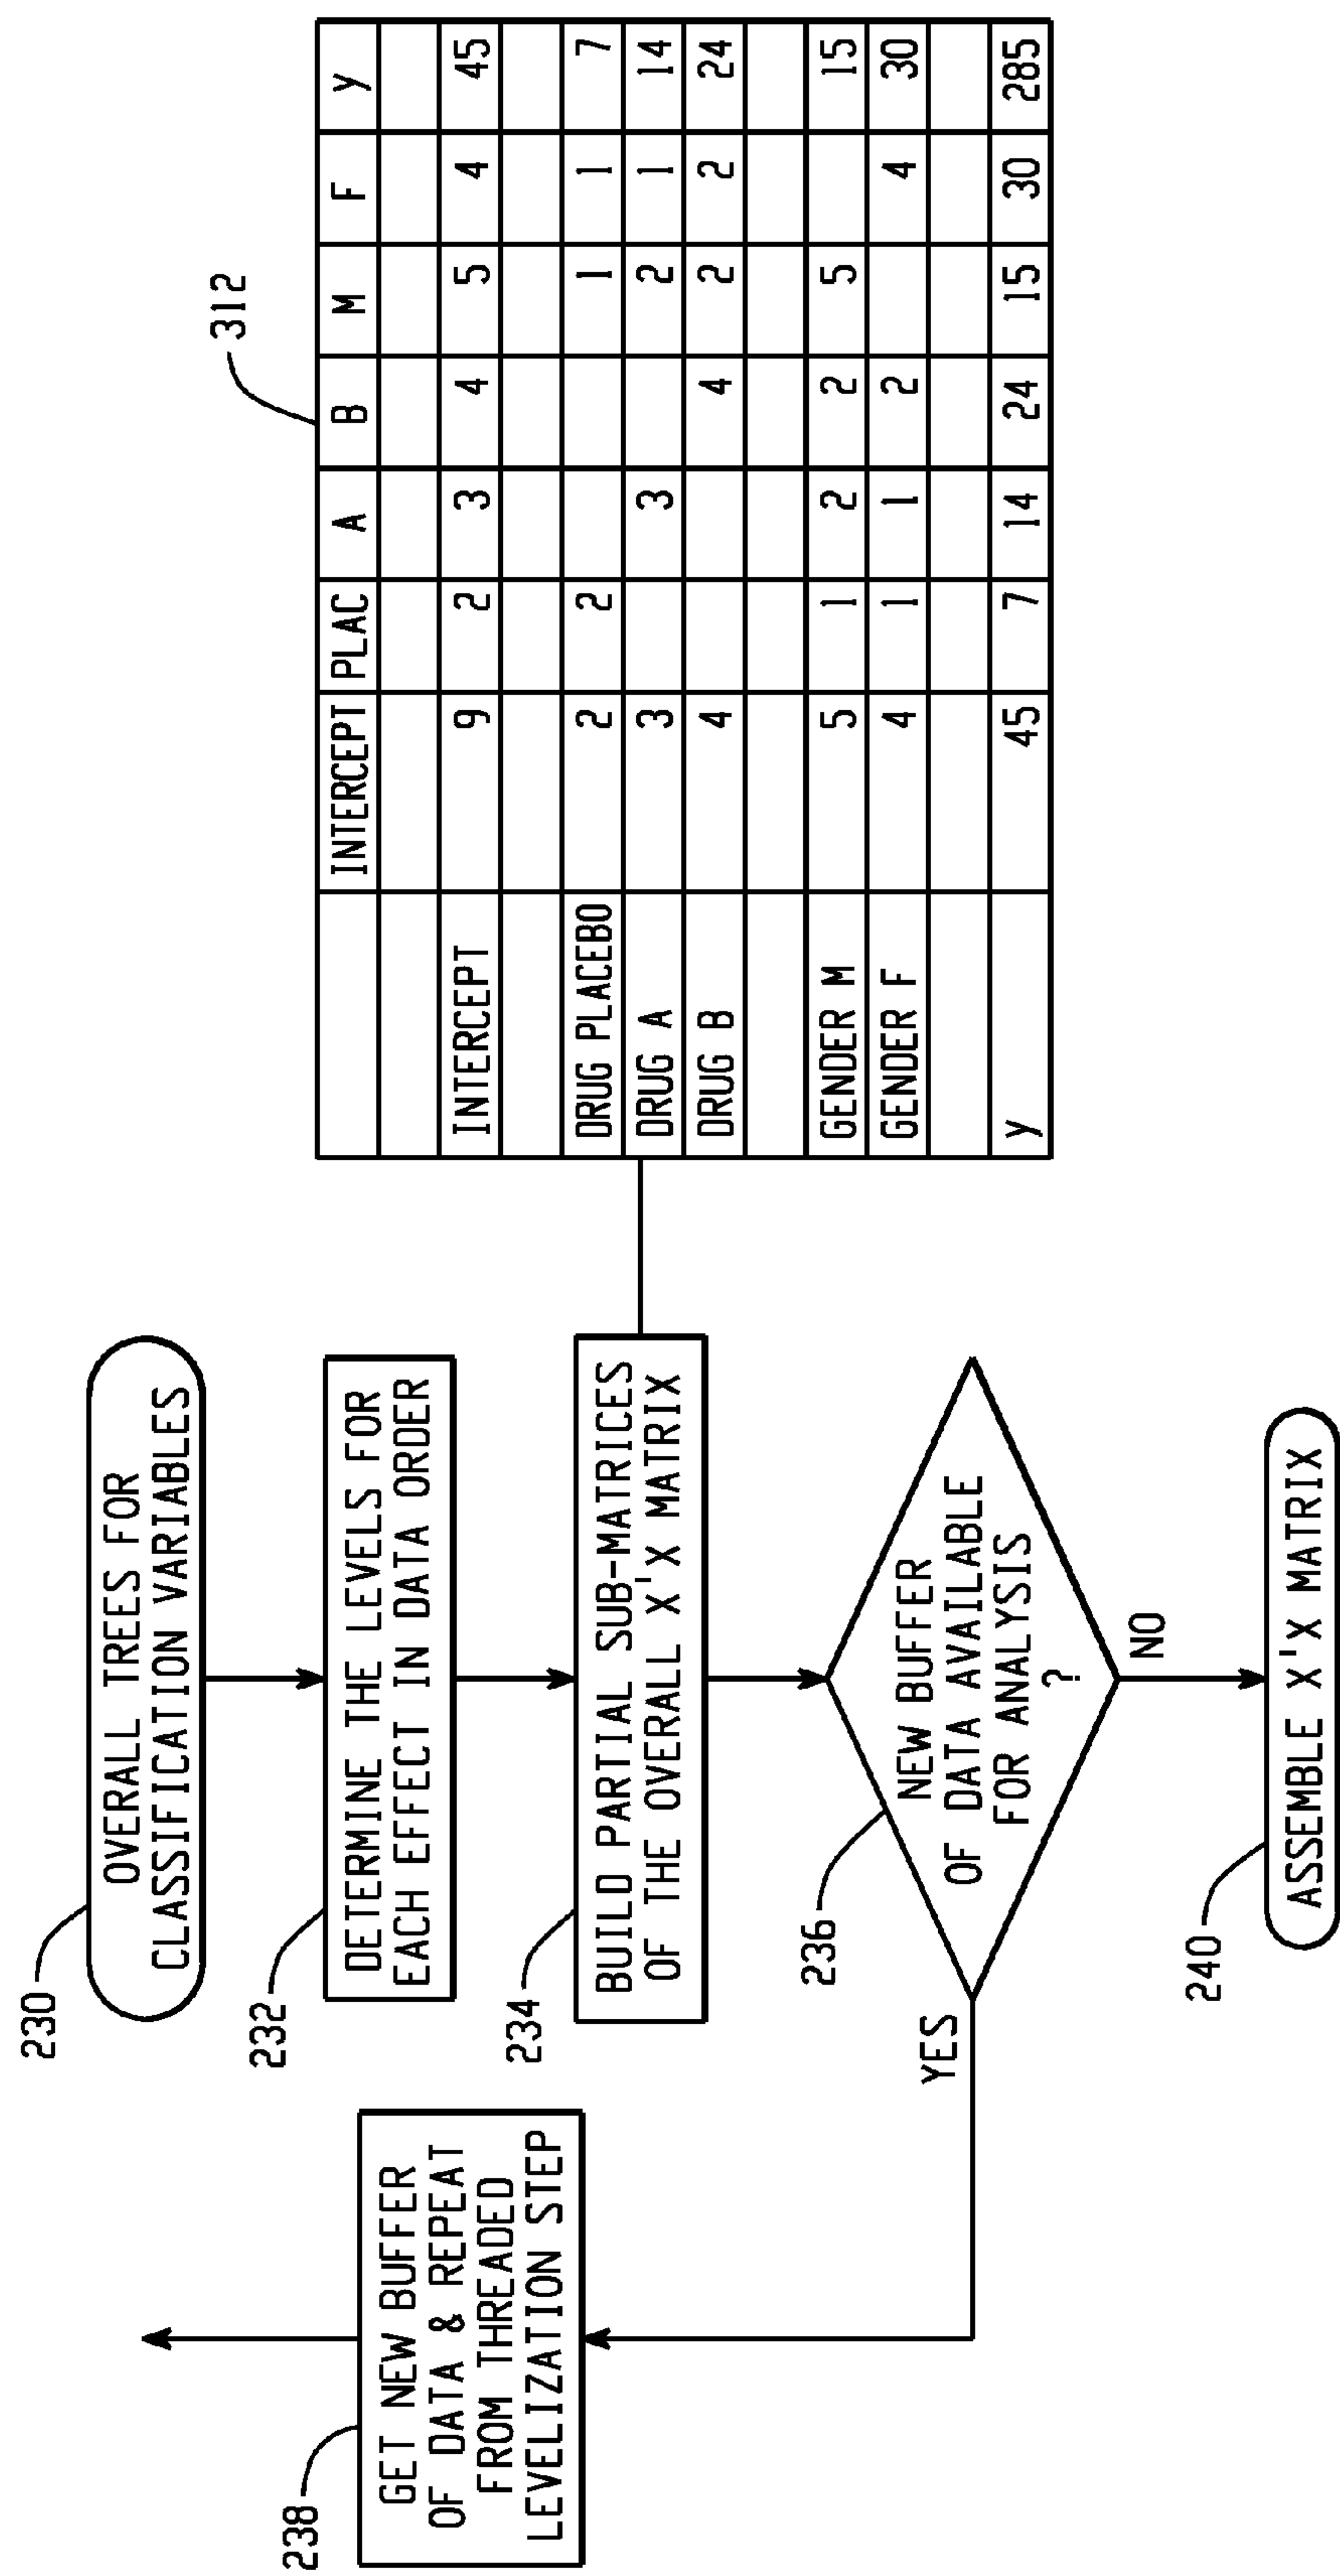 230
OVERALL TREES FOR
CLASSIFICATION VARIABLES
232
DETERMINE THE LEVELS FOR
EACH EFFECT IN DATA ORDER
234
BUILD PARTIAL SUB-MATRICES
OF THE OVERALL X'X MATRIX
236
NEW BUFFER
OF DATA AVAILABLE
FOR ANALYSIS
?
YES
NO
238
GET NEW BUFFER
OF DATA & REPEAT
FROM THREADED
LEVELIZATION STEP
240
ASSEMBLE X'X MATRIX
312
INTERCEPT PLAC A B M F y
INTERCEPT 9 2 3 4 5 4 45
DRUG PLACEBO 2 2 1 1 7
DRUG A 3 3 2 1 14
DRUG B 4 4 2 2 24
GENDER M 5 1 2 2 5 15
GENDER F 4 1 1 2 4 30
y 45 7 14 24 15 30 285